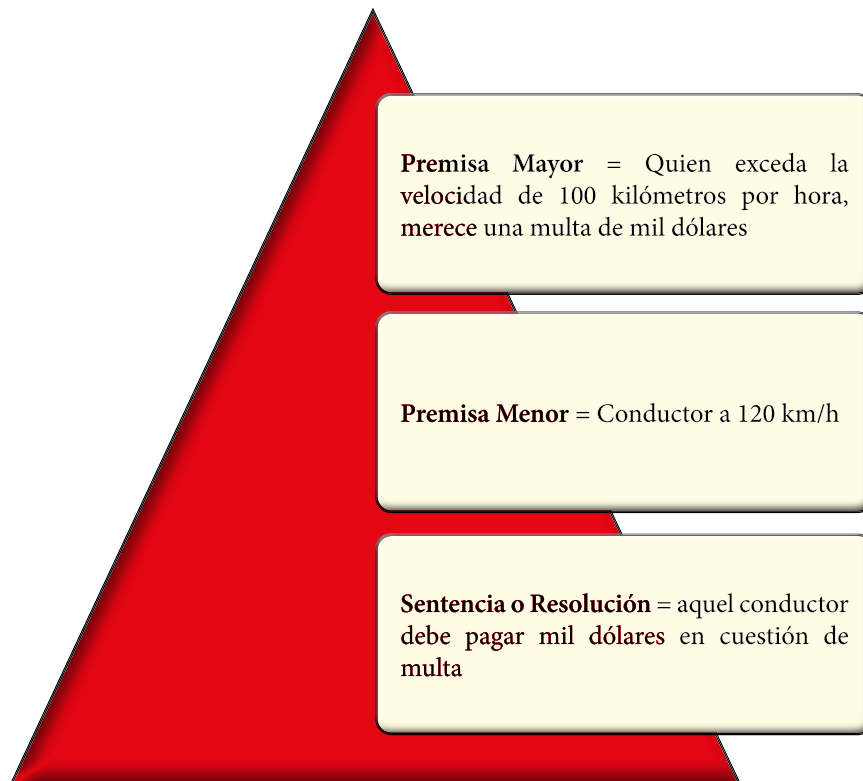 Premisa Mayor = Quien exceda la
velocidad de 100 kilómetros por hora,
merece una multa de mil dólares
Premisa Menor = Conductor a 120 km/h
Sentencia o Resolución = aquel conductor
debe pagar mil dólares en cuestión de
multa